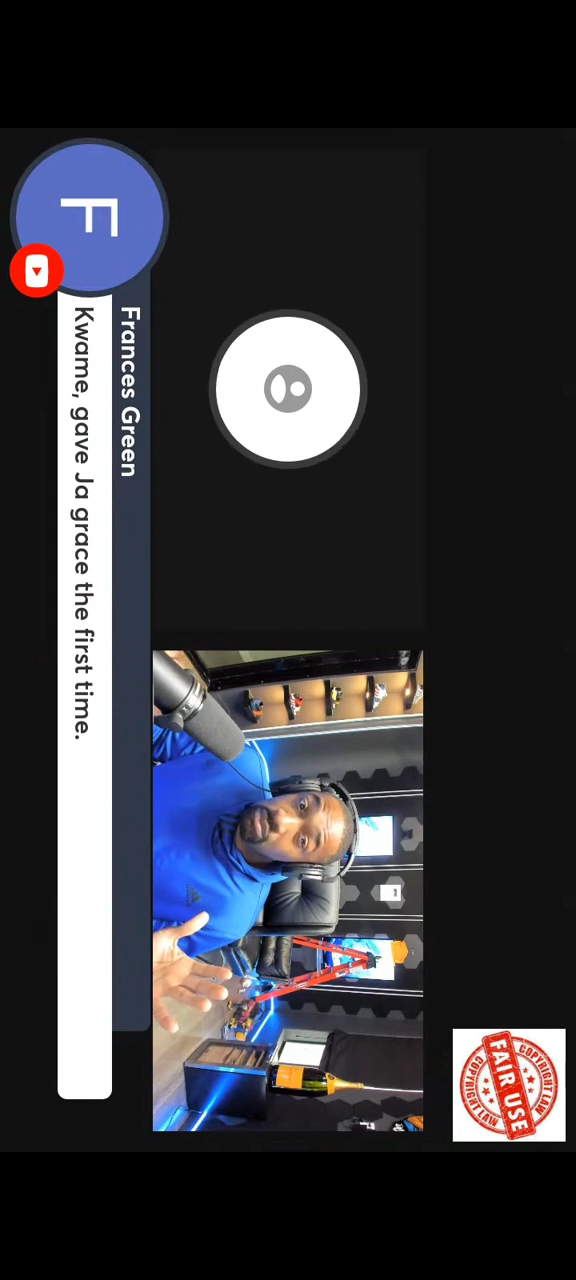 F
Frances Green
Kwame, gave Ja grace the first time.
COPYRIGHT LAW
FAIR USE
COPYRIGHT LAW